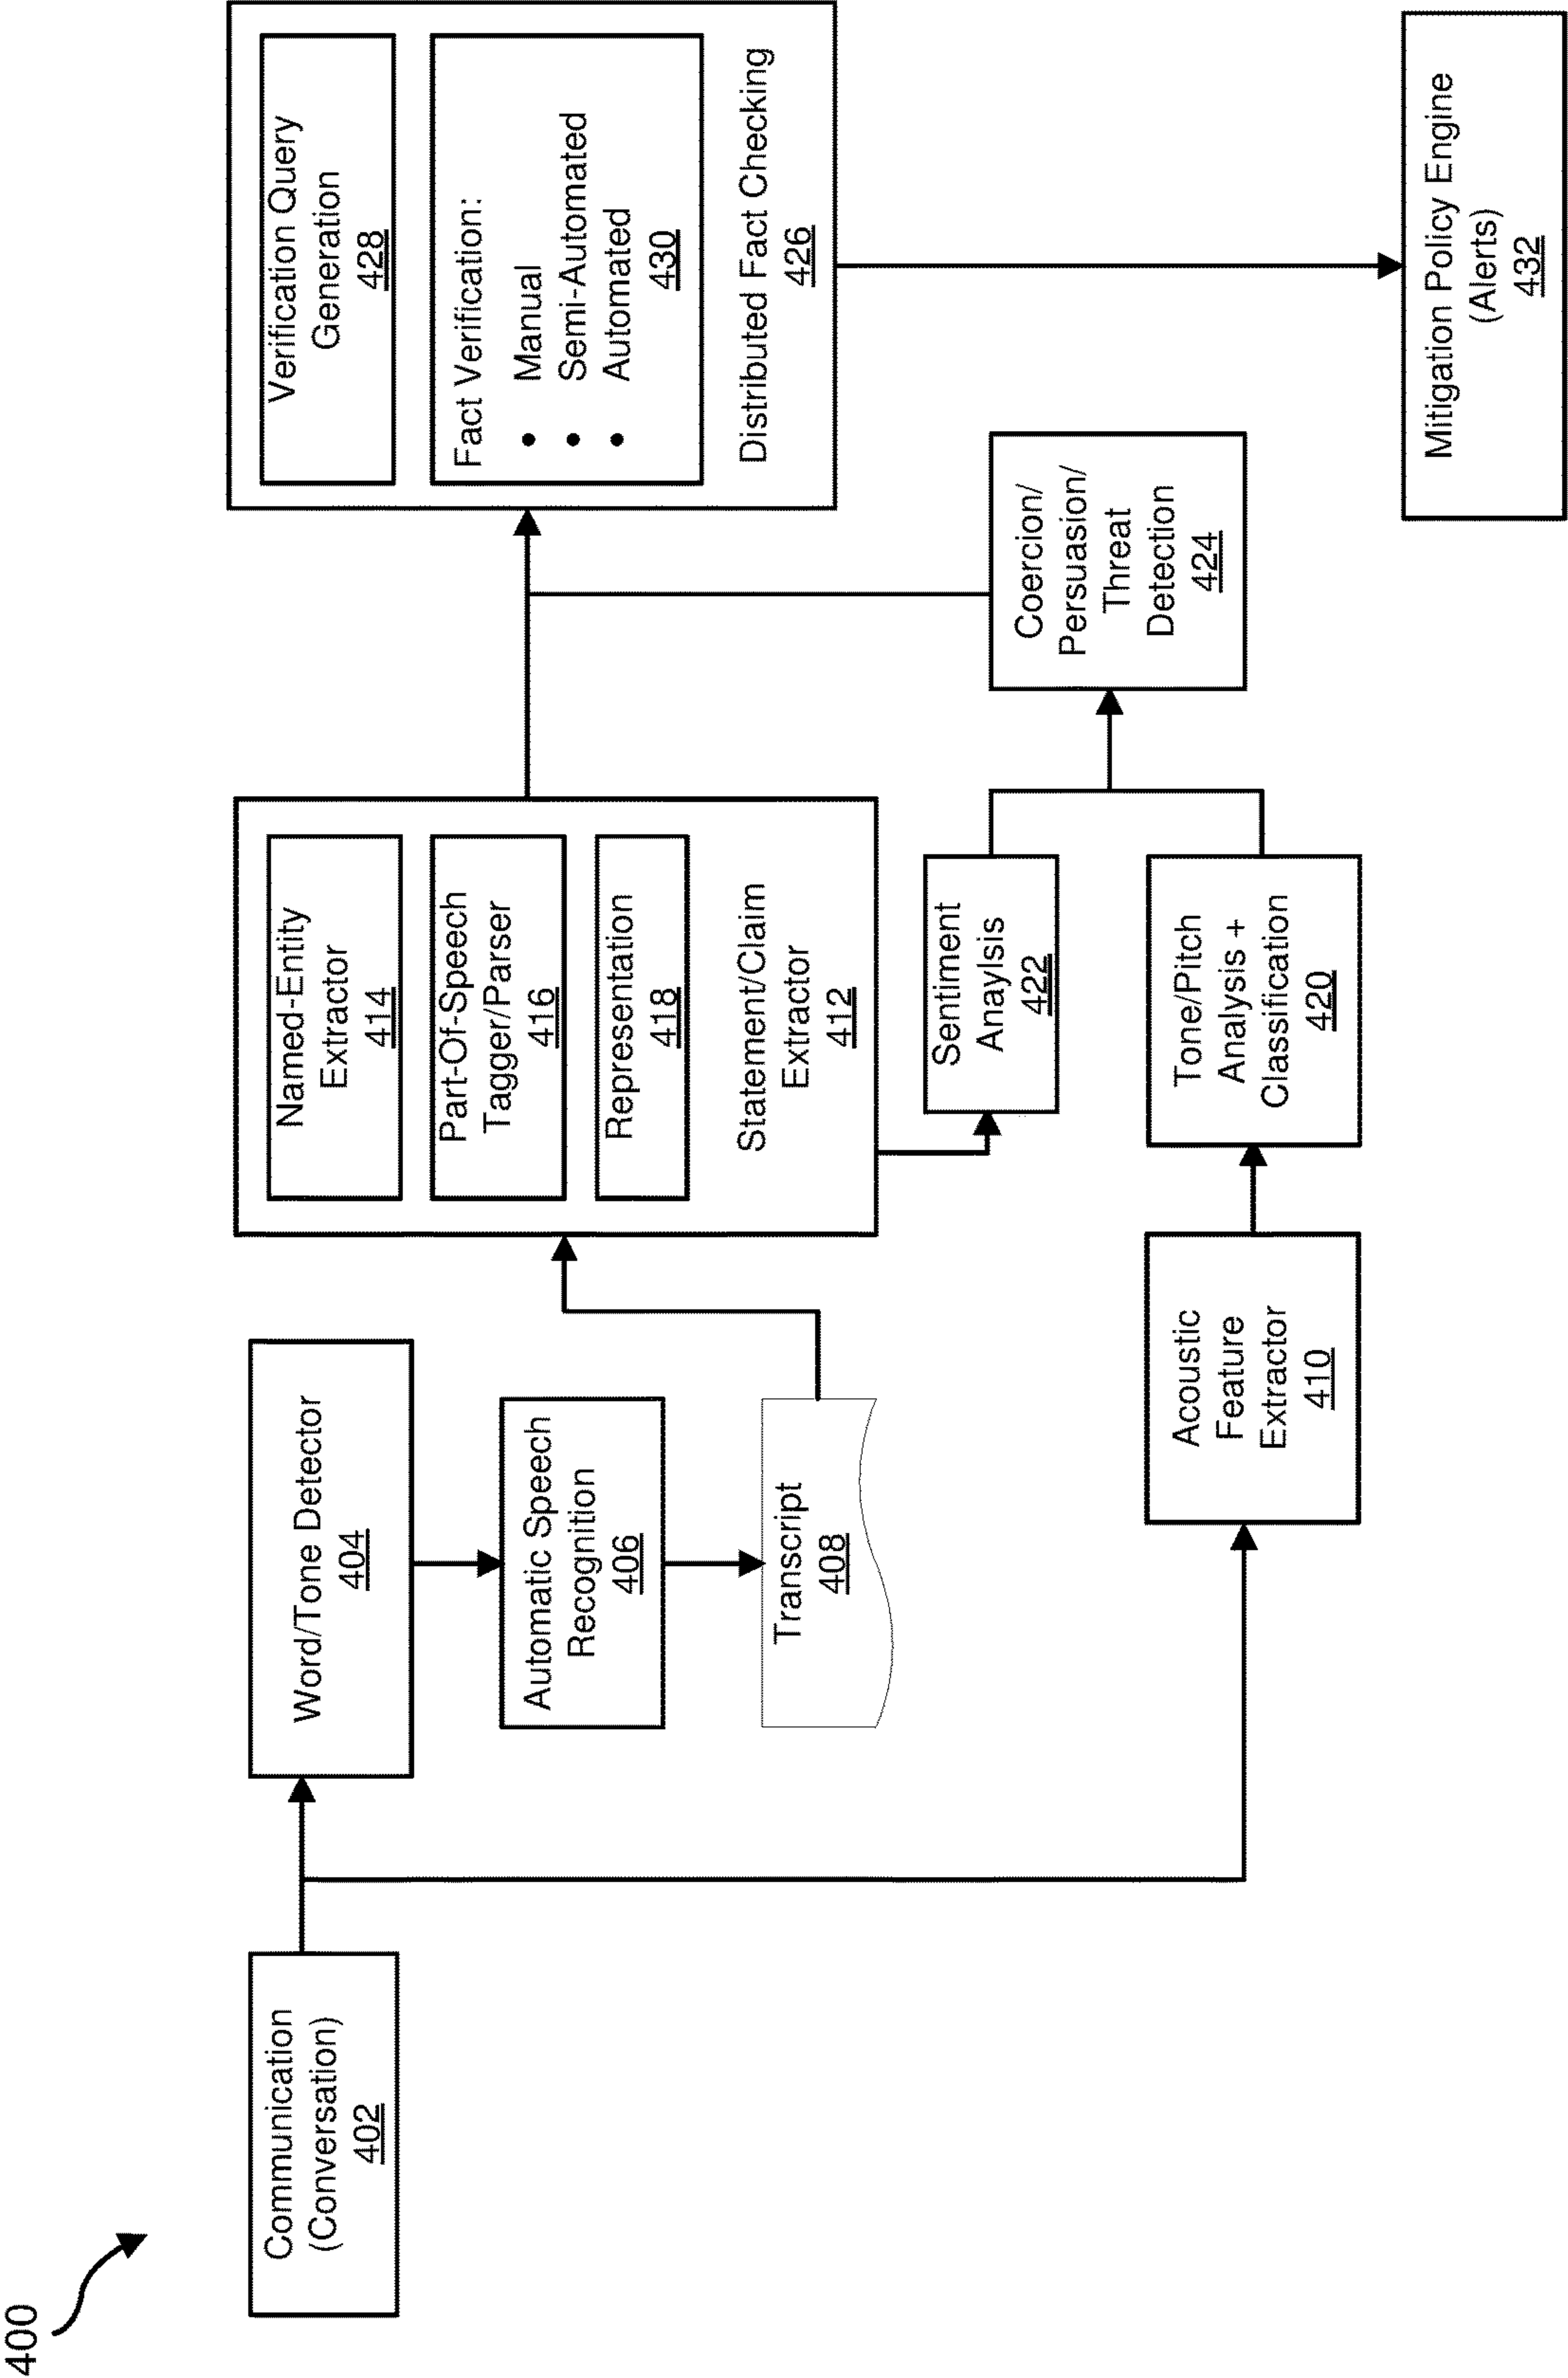 400
Communication
(Conversation)
402
Word/Tone Detector
404
Automatic Speech
Recognition
406
Transcript
408
Acoustic
Feature
Extractor
410
Named-Entity
Extractor
414
Part-Of-Speech
Tagger/Parser
416
Representation
418
Statement/Claim
Extractor
412
Sentiment
Anaylsis
422
Tone/Pitch
Analysis +
Classification
420
Coercion/
Persuasion/
Threat
Detection
424
Verification Query
Generation
428
Fact Verification:
• Manual
• Semi-Automated
• Automated
430
Distributed Fact Checking
426
Mitigation Policy Engine
(Alerts)
432